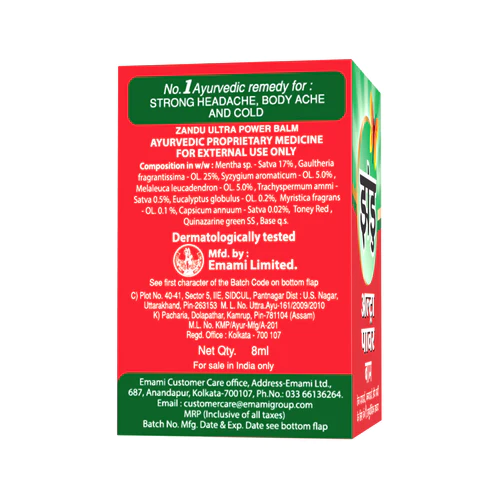 No.1 Ayurvedic remedy for :
STRONG HEADACHE, BODY ACHE
AND COLD
ZANDU ULTRA POWER BALM
AYURVEDIC PROPRIETARY MEDICINE
FOR EXTERNAL USE ONLY
Composition in w/w : Mentha sp. - Satva 17% , Gaultheria
fragrantissima - OL. 25%, Syzygium aromaticum - OL. 5.0% ,
Melaleuca leucadendron - OL. 5.0% , Trachyspermum ammi -
Satva 0.5%, Eucalyptus globulus - OL. 0.2%, Myristica fragrans
- OL. 0.1 %, Capsicum annuum - Satva 0.02%, Toney Red ,
Quinazarine green SS , Base q.s.
Dermatologically tested
Mfd. by :
Emami Limited.
See first character of the Batch Code on bottom flap
C) Plot No. 40-41, Sector 5, IIE, SIDCUL, Pantnagar Dist : U.S. Nagar,
Uttarakhand, Pin-263153 M. L. No. Uttra.Ayu-161/2009/2010
K) Pacharia, Dolapathar, Kamrup, Pin-781104 (Assam)
M.L. No. KMP/Ayur-Mfg/A-201
Regd. Office : Kolkata - 700 107
Net Qty. 8ml
For sale in India only
Emami Customer Care office, Address-Emami Ltd.,
687, Anandapur, Kolkata-700107, Ph.No.: 033 66136264.
Email : customercare@emamigroup.com
MRP (Inclusive of all taxes)
Batch No. Mfg. Date & Exp. Date see bottom flap
झंडु
अल्ट्रा
पावर
बाम